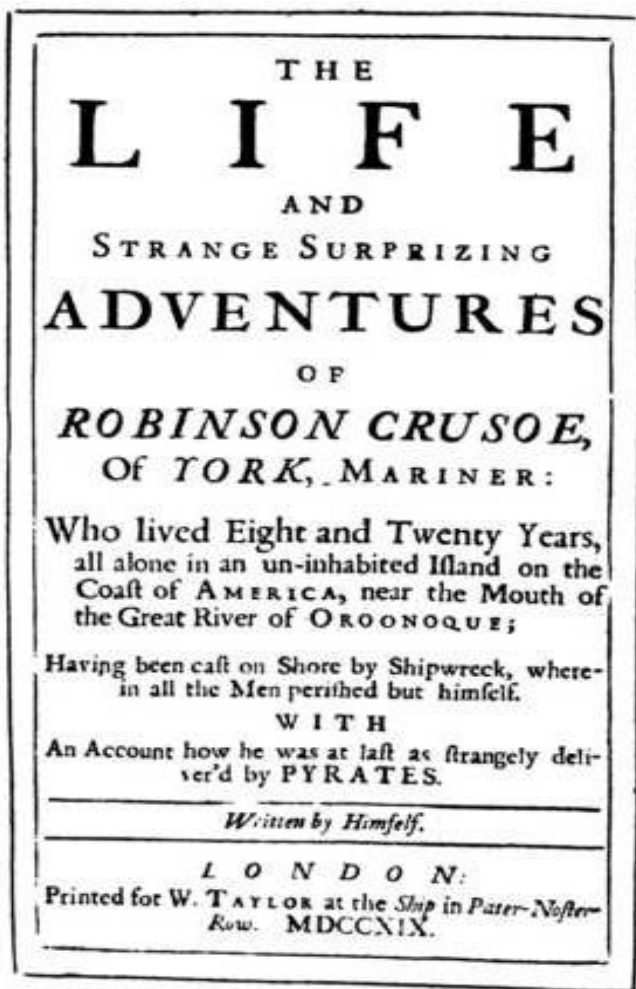 THE
LIFE
AND
STRANGE SURPRIZING
ADVENTURES
OF
ROBINSON CRUSOE,
Of YORK, MARINER:
Who lived Eight and Twenty Years,
all alone in an un-inhabited Iſland on the
Coaſt of AMERICA, near the Mouth of
the Great River of OROONOQUE;
Having been caſt on Shore by Shipwreck, where-
in all the Men periſhed but himſelf.
WITH
An Account how he was at laſt as ſtrangely deli-
ver'd by PYRATES.
Written by Himſelf.
LONDON:
Printed for W. TAYLOR at the Ship in Pater-Noſter-
Row. MDCCXIX.